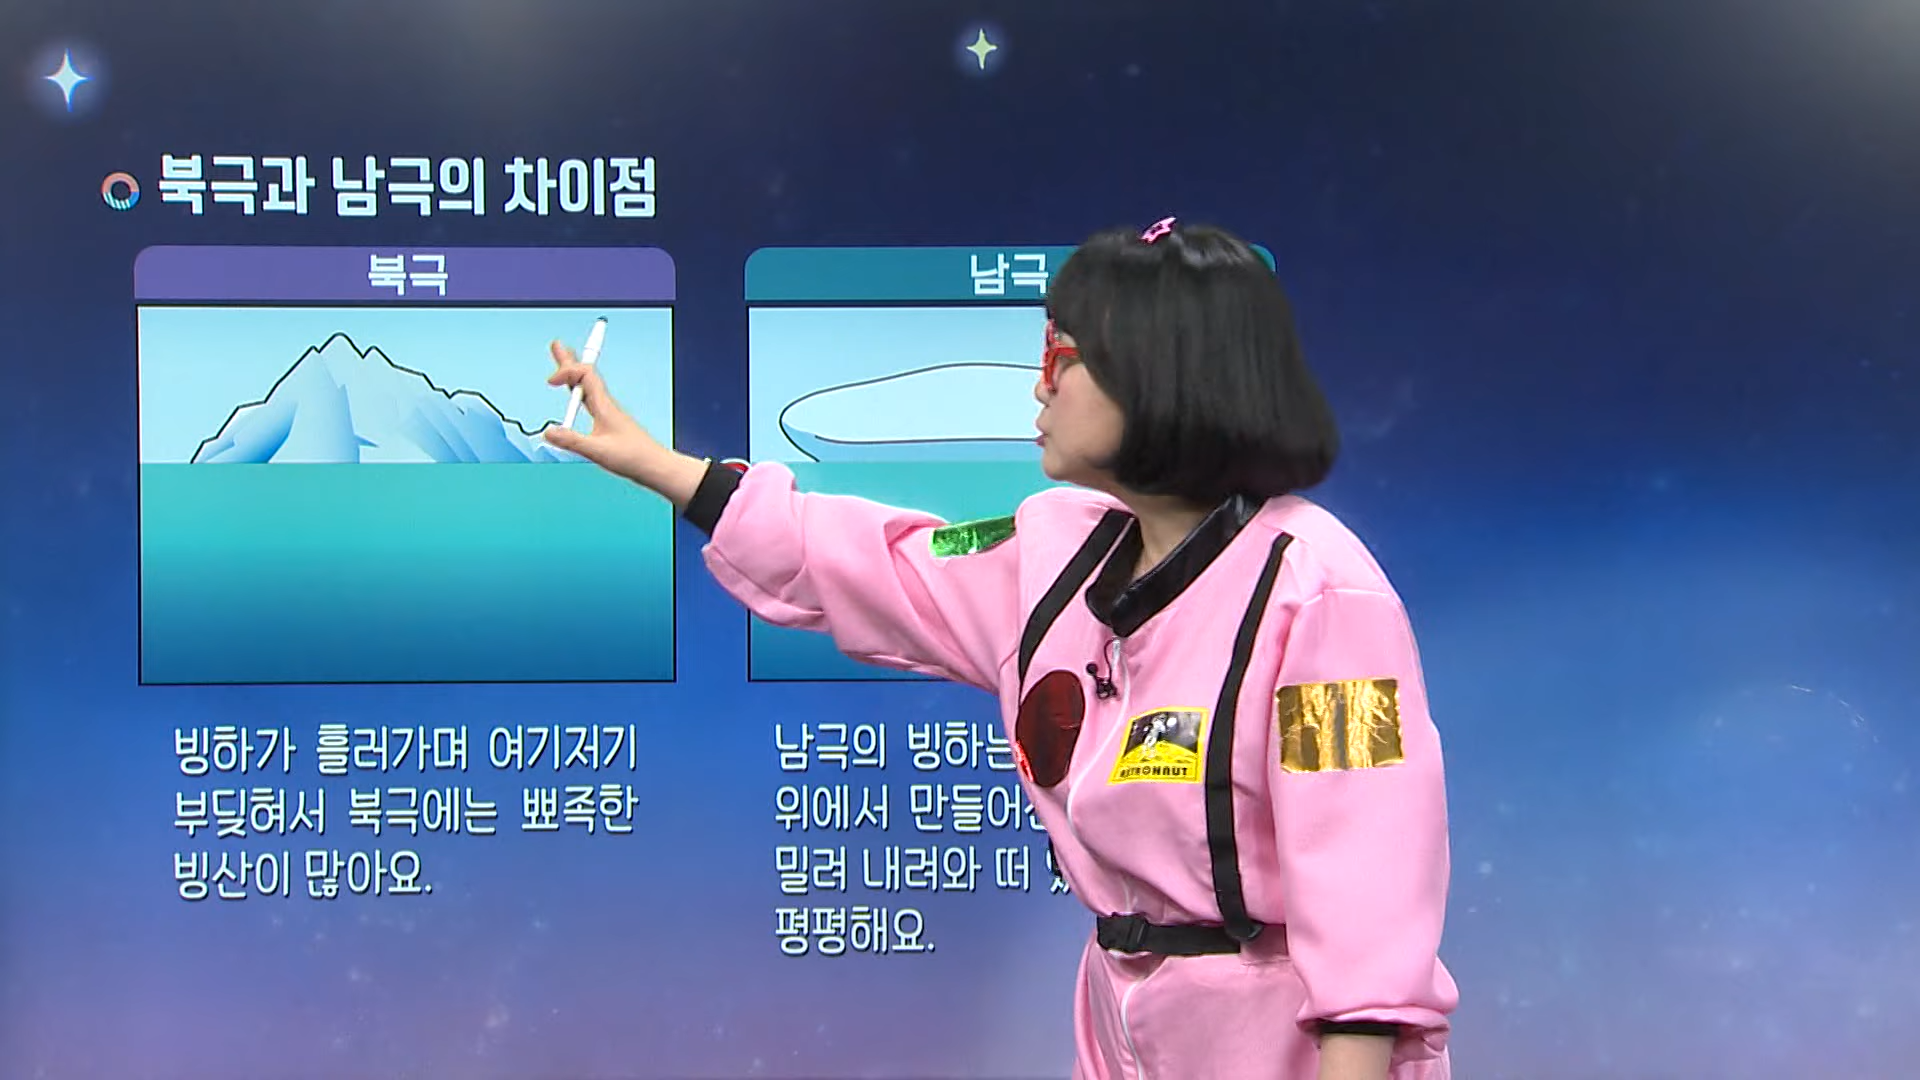 북극과 남극의 차이점
북극
남극
빙하가 흘러가며 여기저기
부딪혀서 북극에는 뾰족한
빙산이 많아요.
남극의 빙하는
위에서
밀려 내려와 떠
평평해요.
ASTRONAUT